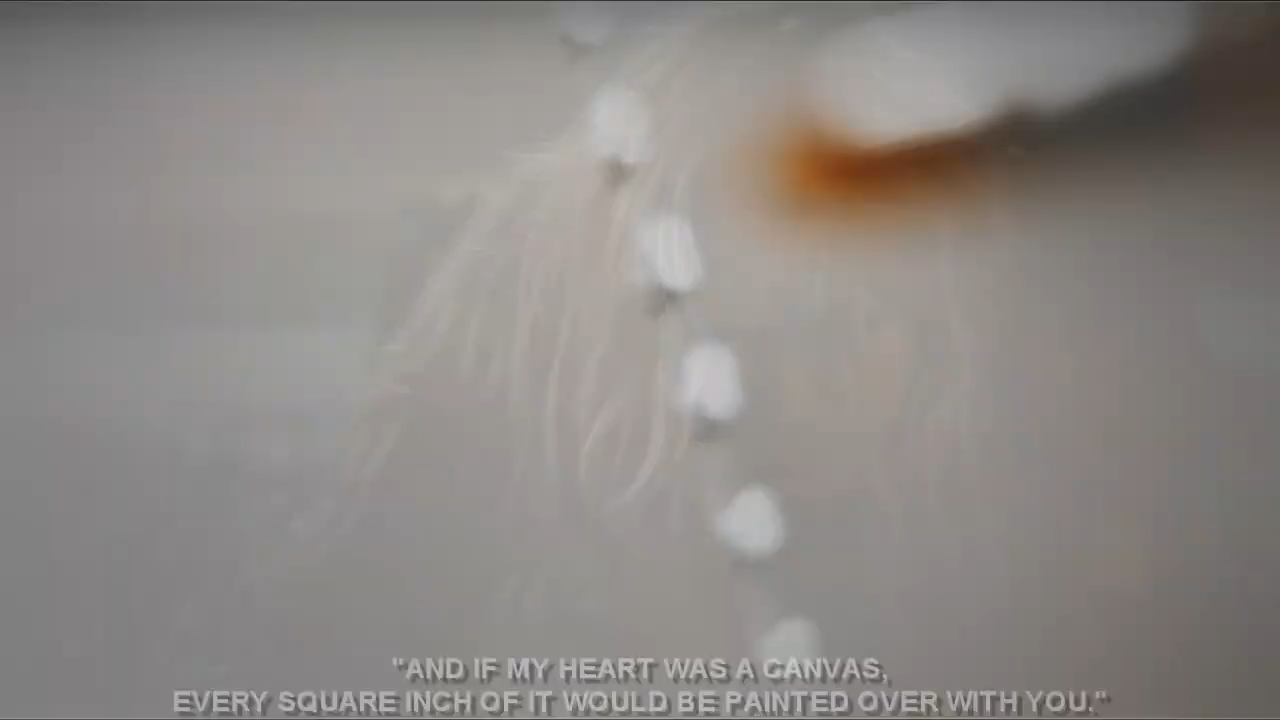 "AND IF MY HEART WAS A CANVAS,
EVERY SQUARE INCH OF IT WOULD BE PAINTED OVER WITH YOU."